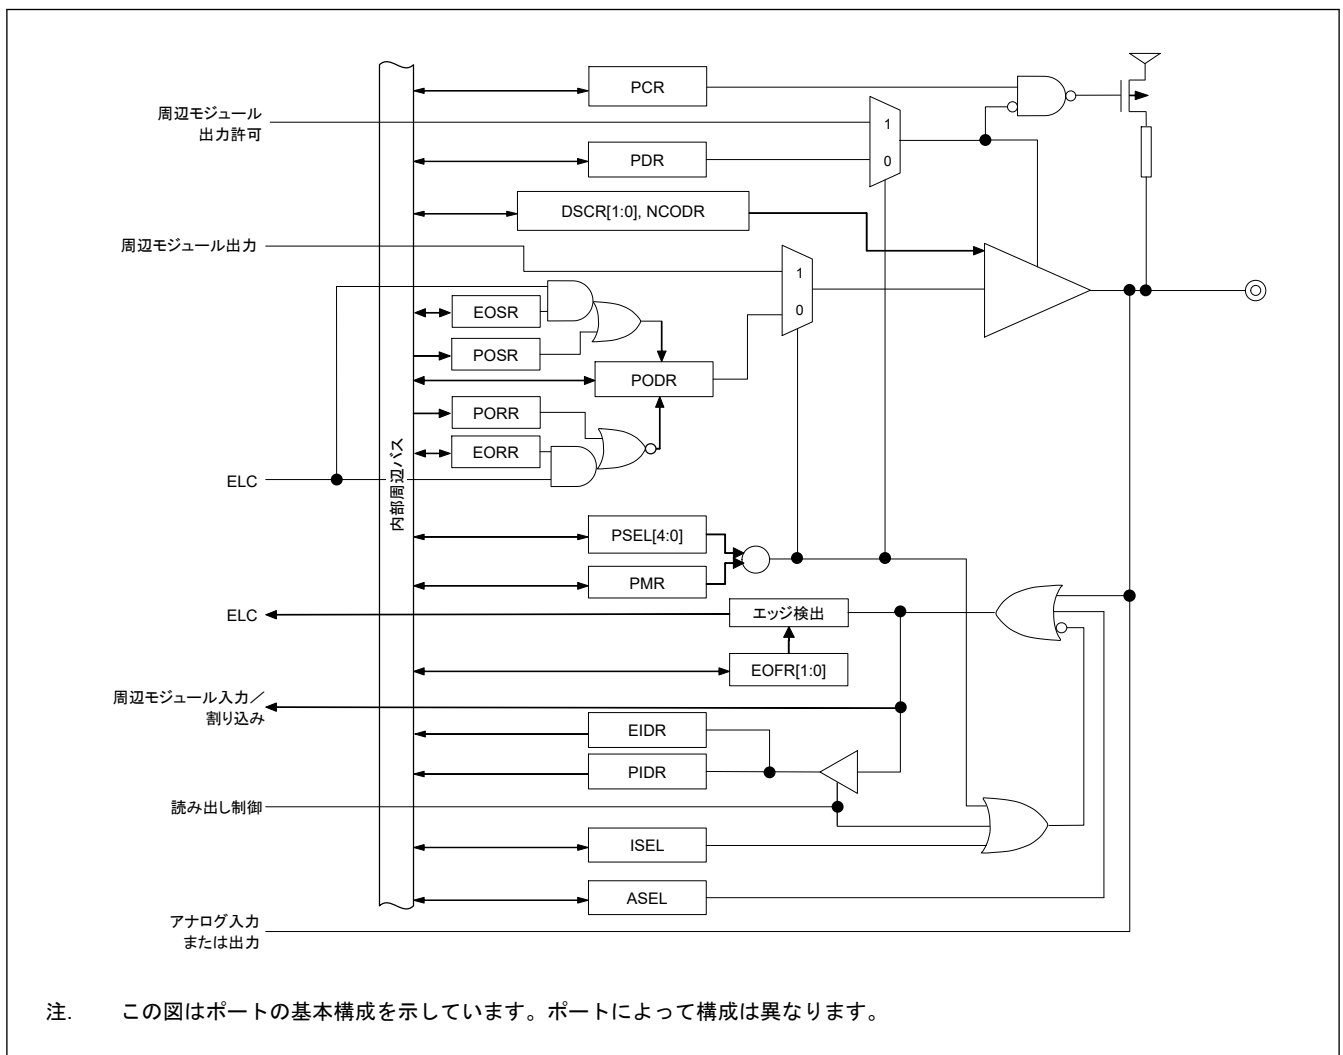 PCR
周辺モジュール
出力許可
1
PDR
0
DSCR[1:0], NCODR
周辺モジュール出力
1
EOSR
0
POSR
PODR
PORR
EORR
内部周辺バス
ELC
PSEL[4:0]
PMR
ELC
エッジ検出
EOFR[1:0]
周辺モジュール入力／
割り込み
EIDR
PIDR
読み出し制御
ISEL
ASEL
アナログ入力
または出力
注. この図はポートの基本構成を示しています。ポートによって構成は異なります。